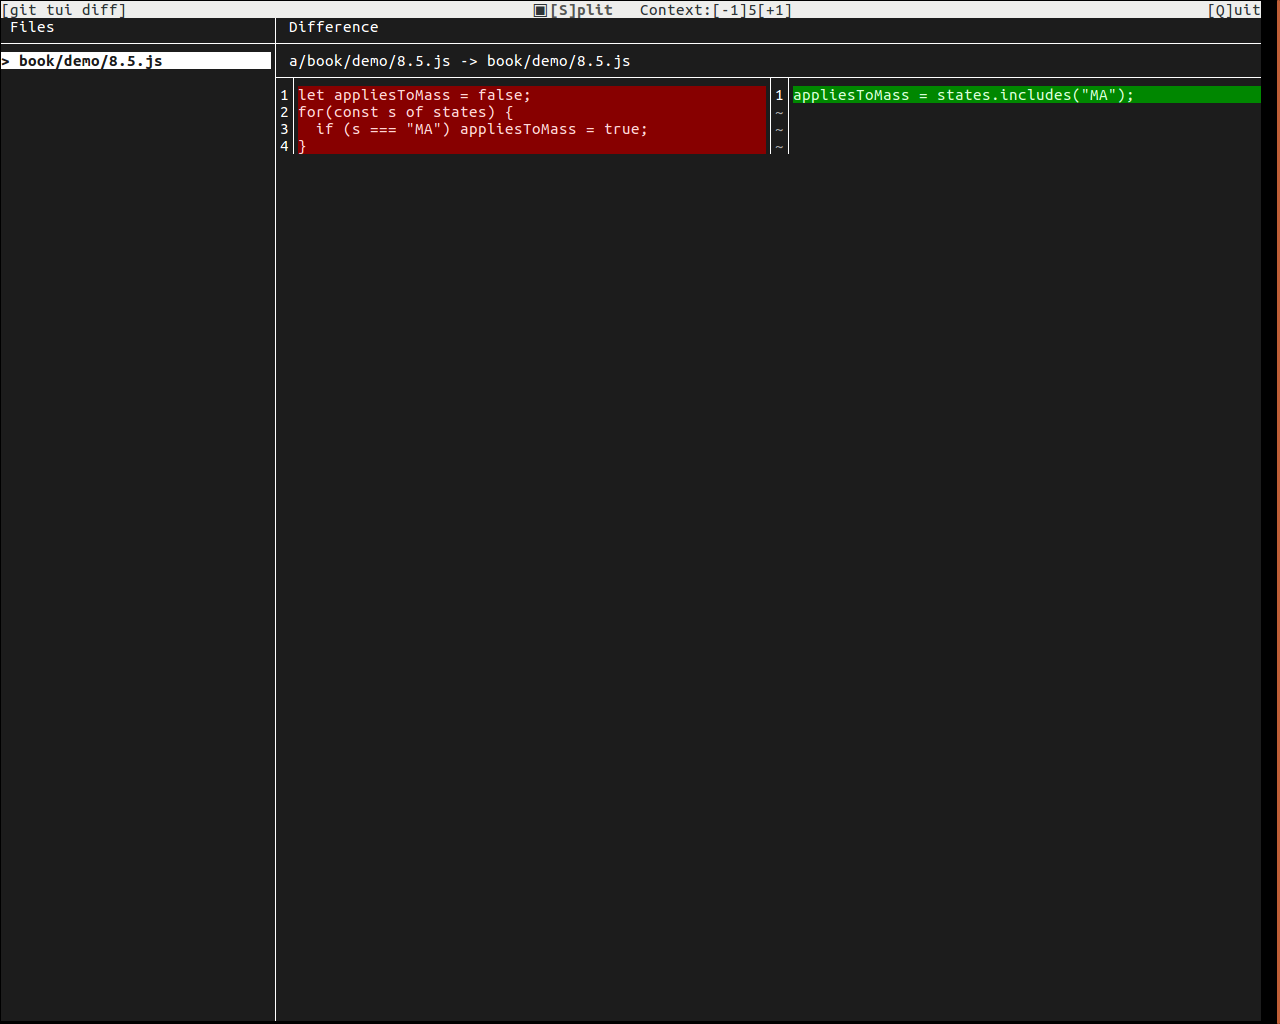 [git tui diff] ▣[S]plit Context:[-1]5[+1] [Q]uit
Files
Difference
> book/demo/8.5.js
a/book/demo/8.5.js -> book/demo/8.5.js
1 let appliesToMass = false;
2 for(const s of states) {
3   if (s === "MA") appliesToMass = true;
4 }
1 appliesToMass = states.includes("MA");
~
~
~